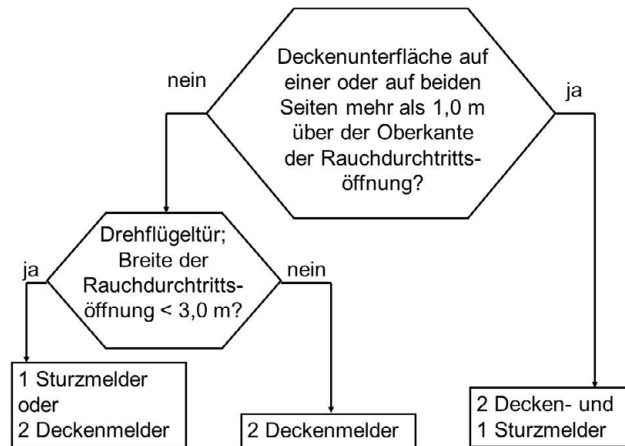 Deckenunterfläche auf
einer oder auf beiden
Seiten mehr als 1,0 m
über der Oberkante
der Rauchdurchtritts-
öffnung?
nein
ja
Drehflügeltür;
Breite der
Rauchdurchtritts-
öffnung < 3,0 m?
ja
nein
1 Sturzmelder
oder
2 Deckenmelder
2 Deckenmelder
2 Decken- und
1 Sturzmelder